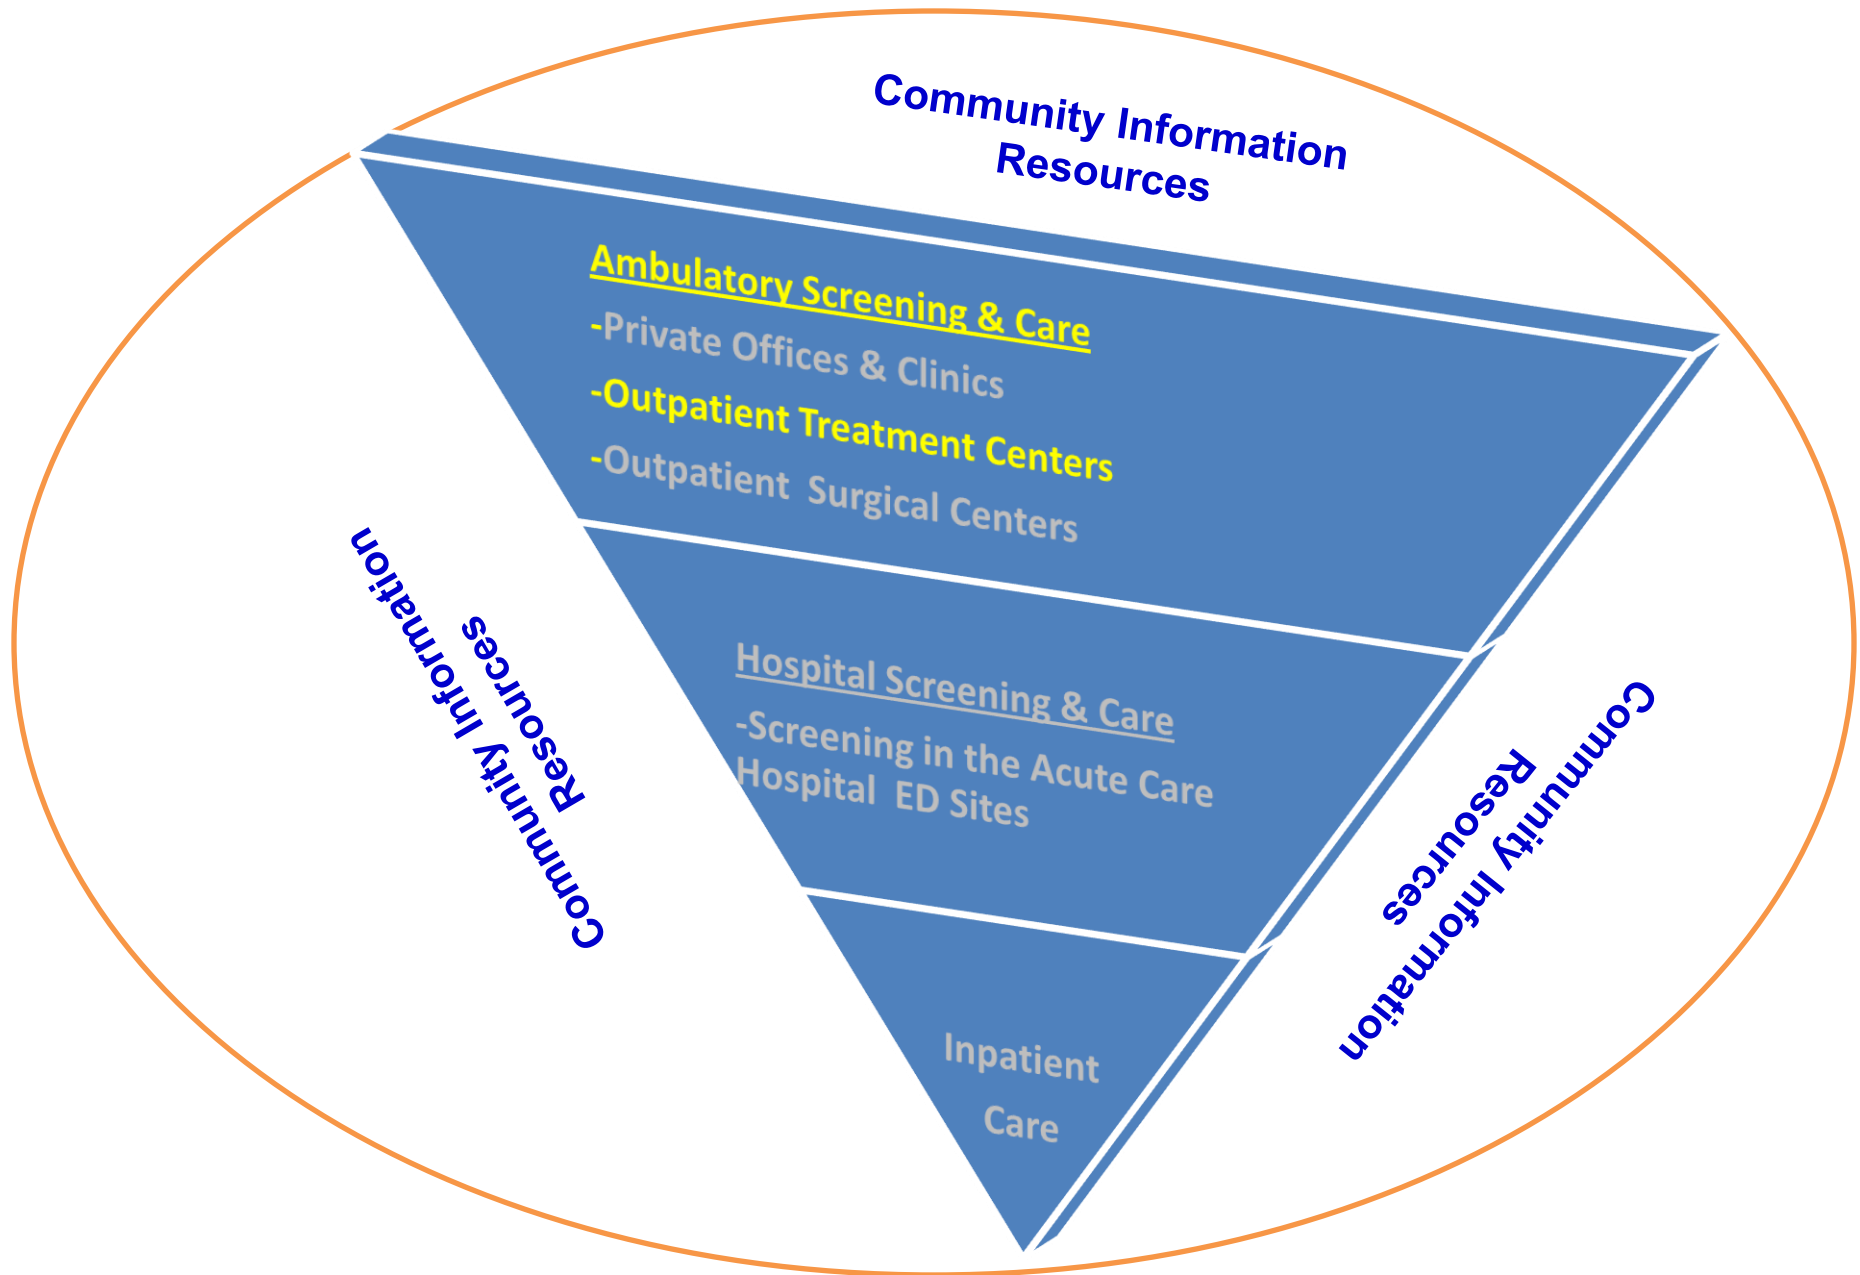 Community Information
Resources
Ambulatory Screening & Care
-Private Offices & Clinics
-Outpatient Treatment Centers
-Outpatient Surgical Centers
Community Information
Resources
Hospital Screening & Care
-Screening in the Acute Care
Hospital ED Sites
Community Information
Resources
Inpatient
Care